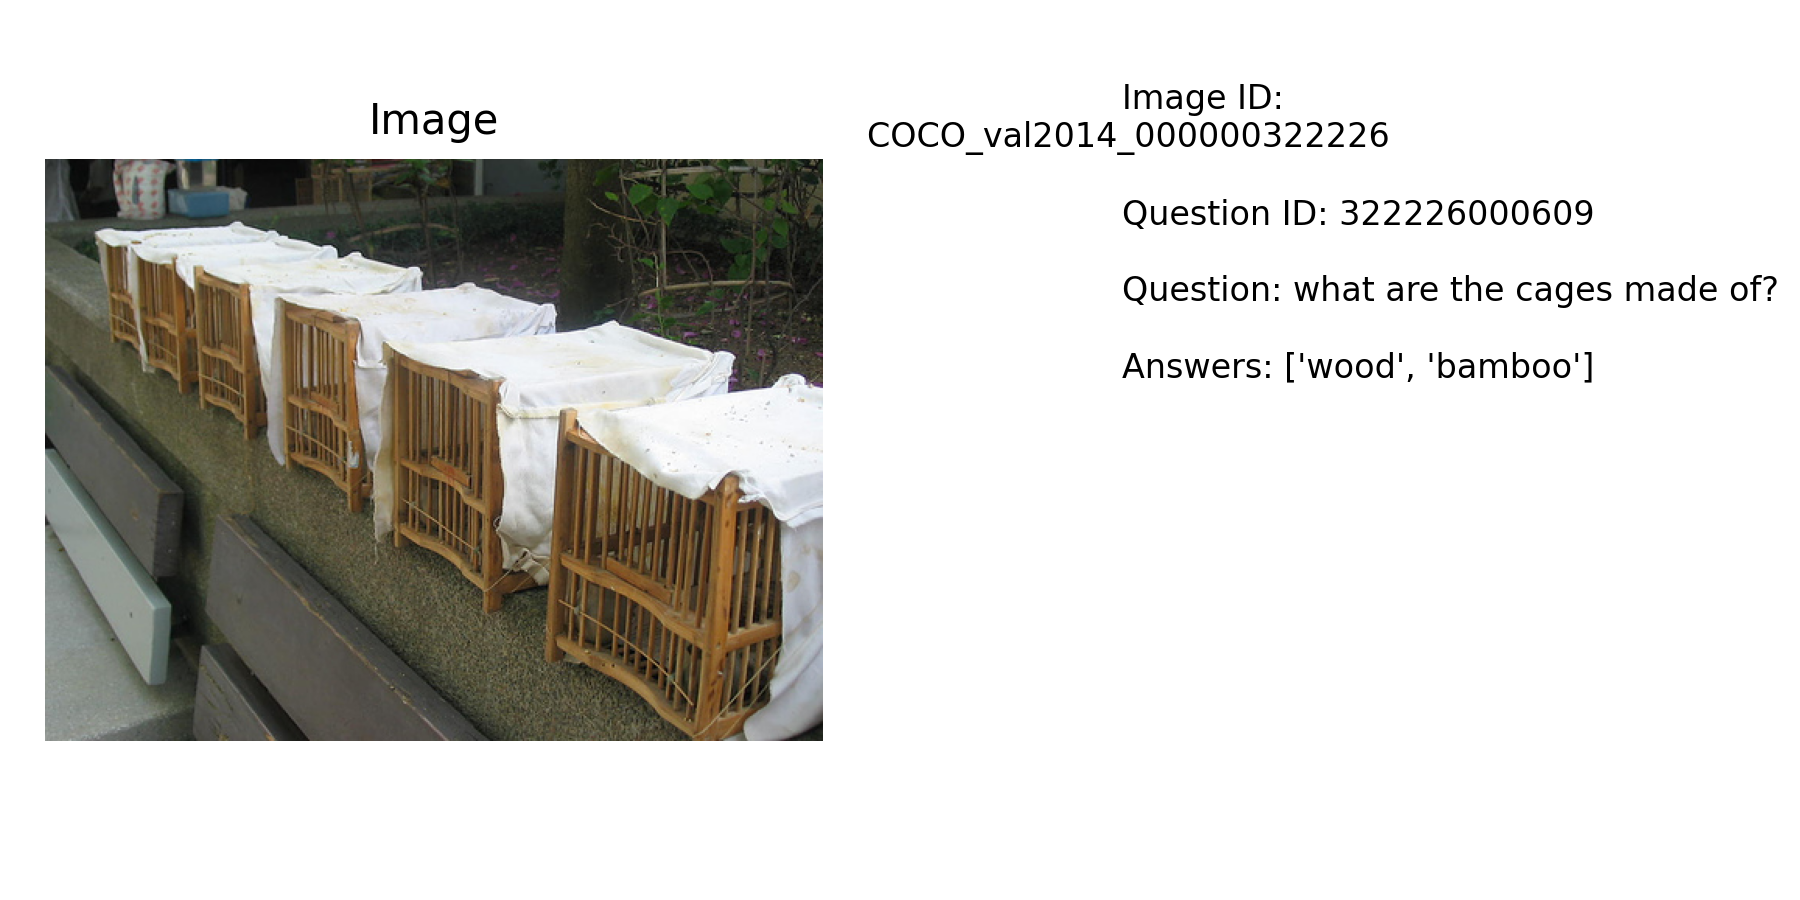 Image
Image ID:
COCO_val2014_000000322226
Question ID: 322226000609
Question: what are the cages made of?
Answers: ['wood', 'bamboo']